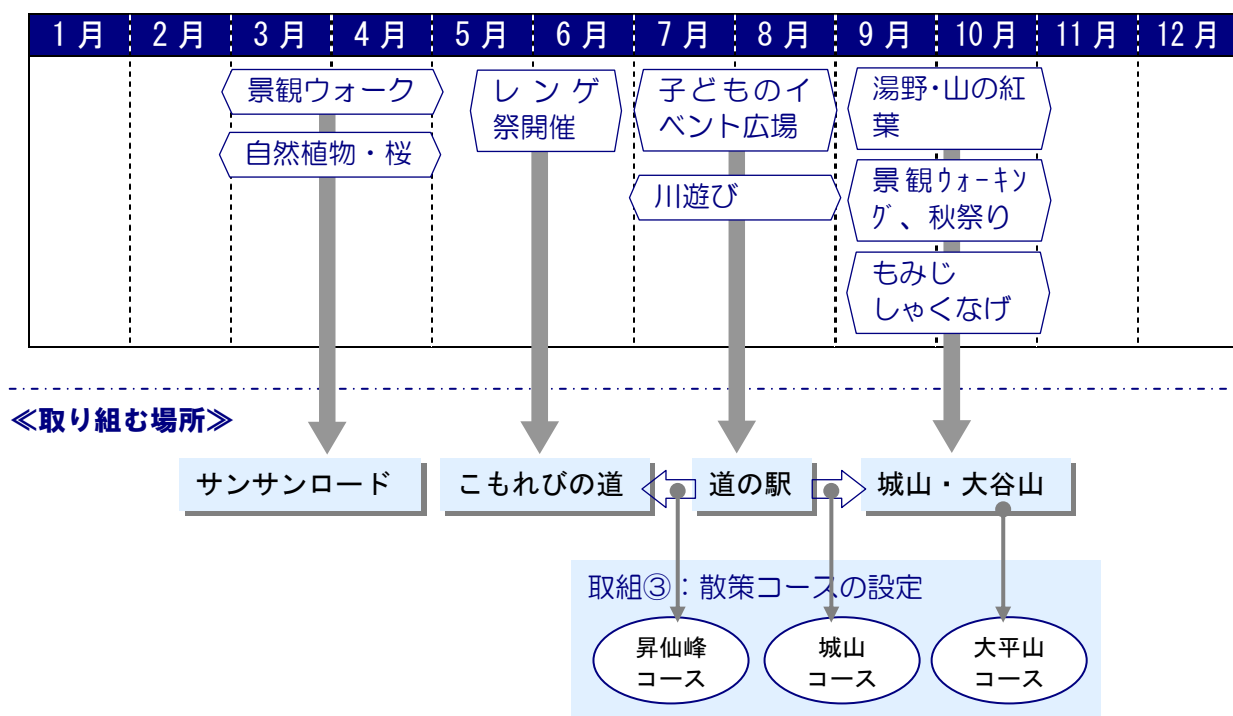 1月 2月 3月 4月 5月 6月 7月 8月 9月 10月 11月 12月
景観ウォーク
自然植物・桜
レンゲ
祭開催
子どものイ
ベント広場
川遊び
湯野・山の紅
葉
景観ｳｫｰｷﾝ
ｸﾞ、秋祭り
もみじ
しゃくなげ
≪取り組む場所≫
サンサンロード
こもれびの道
道の駅
城山・大谷山
取組③：散策コースの設定
昇仙峰
コース
城山
コース
大平山
コース